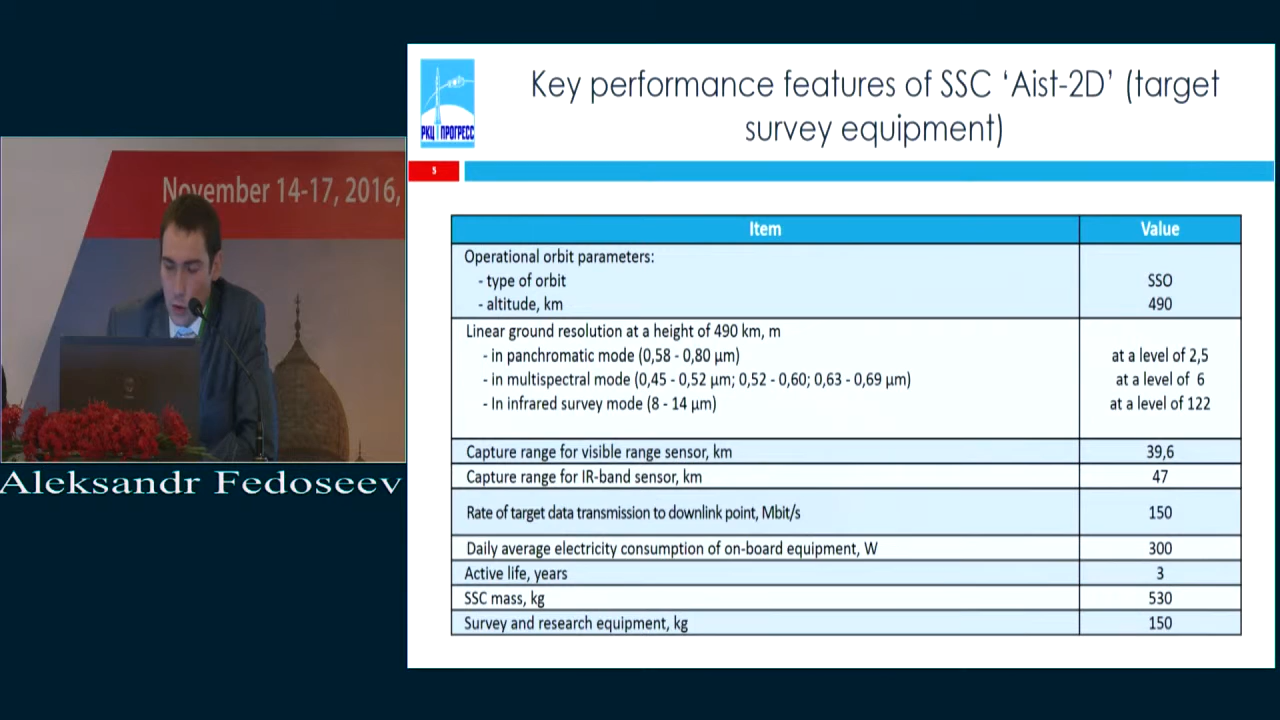 November 14-17, 2016,
Aleksandr Fedoseev
РКЦ ПРОГРЕСС
Key performance features of SSC ‘Aist-2D’ (target
survey equipment)
5
Item Value
Operational orbit parameters:
- type of orbit SSO
- altitude, km 490
Linear ground resolution at a height of 490 km, m
- in panchromatic mode (0,58 - 0,80 µm) at a level of 2,5
- in multispectral mode (0,45 - 0,52 µm; 0,52 - 0,60; 0,63 - 0,69 µm) at a level of 6
- In infrared survey mode (8 - 14 µm) at a level of 122
Capture range for visible range sensor, km 39,6
Capture range for IR-band sensor, km 47
Rate of target data transmission to downlink point, Mbit/s 150
Daily average electricity consumption of on-board equipment, W 300
Active life, years 3
SSC mass, kg 530
Survey and research equipment, kg 150